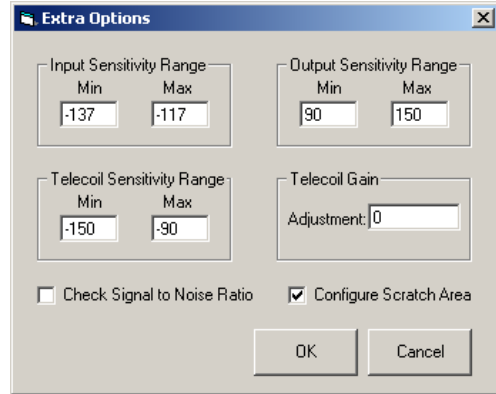 Extra Options
Input Sensitivity Range
Min Max
-137 -117
Output Sensitivity Range
Min Max
90 150
Telecoil Sensitivity Range
Min Max
-150 -90
Telecoil Gain
Adjustment: 0
Check Signal to Noise Ratio
Configure Scratch Area
OK Cancel